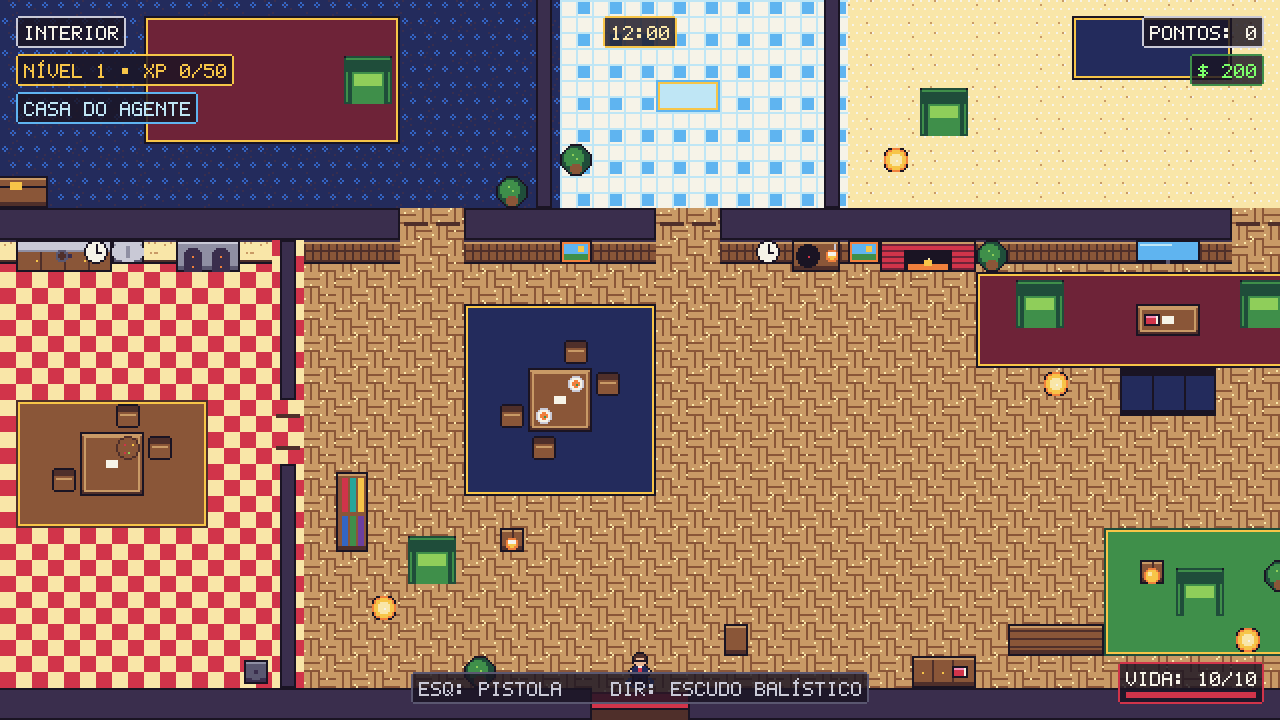 INTERIOR
12:00
PONTOS: 0
NÍVEL 1 ▪ XP 0/50
$ 200
CASA DO AGENTE
ESQ: PISTOLA DIR: ESCUDO BALÍSTICO
VIDA: 10/10